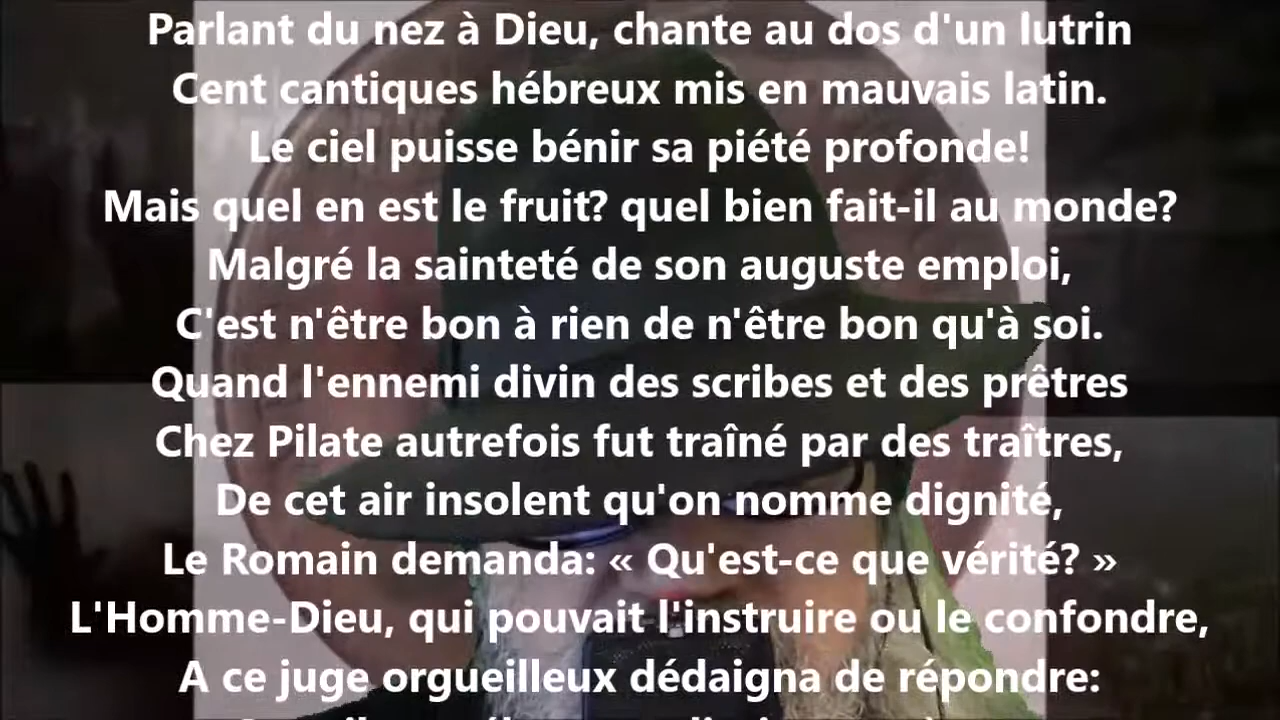 Parlant du nez à Dieu, chante au dos d'un lutrin
Cent cantiques hébreux mis en mauvais latin.
Le ciel puisse bénir sa piété profonde!
Mais quel en est le fruit? quel bien fait-il au monde?
Malgré la sainteté de son auguste emploi,
C'est n'être bon à rien de n'être bon qu'à soi.
Quand l'ennemi divin des scribes et des prêtres
Chez Pilate autrefois fut traîné par des traîtres,
De cet air insolent qu'on nomme dignité,
Le Romain demanda: « Qu'est-ce que vérité? »
L'Homme-Dieu, qui pouvait l'instruire ou le confondre,
A ce juge orgueilleux dédaigna de répondre: